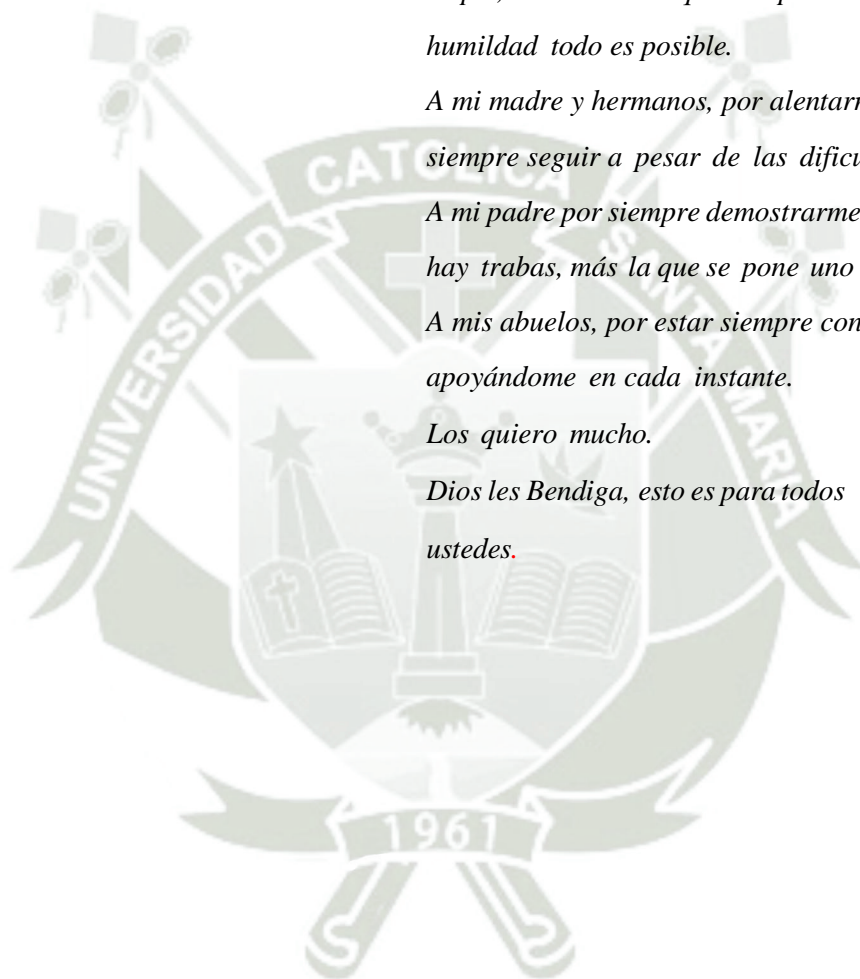 humildad todo es posible.
A mi madre y hermanos, por
siempre seguir a pesar de las
A mi padre por siempre demostrarme
hay trabas, más la que se pone uno
A mis abuelos, por estar siempre con
apoyándome en cada instante.
Los quiero mucho.
Dios les Bendiga, esto es para todos
ustedes.
UNIVERSIDAD CATOLICA SANTA MARIA
1961